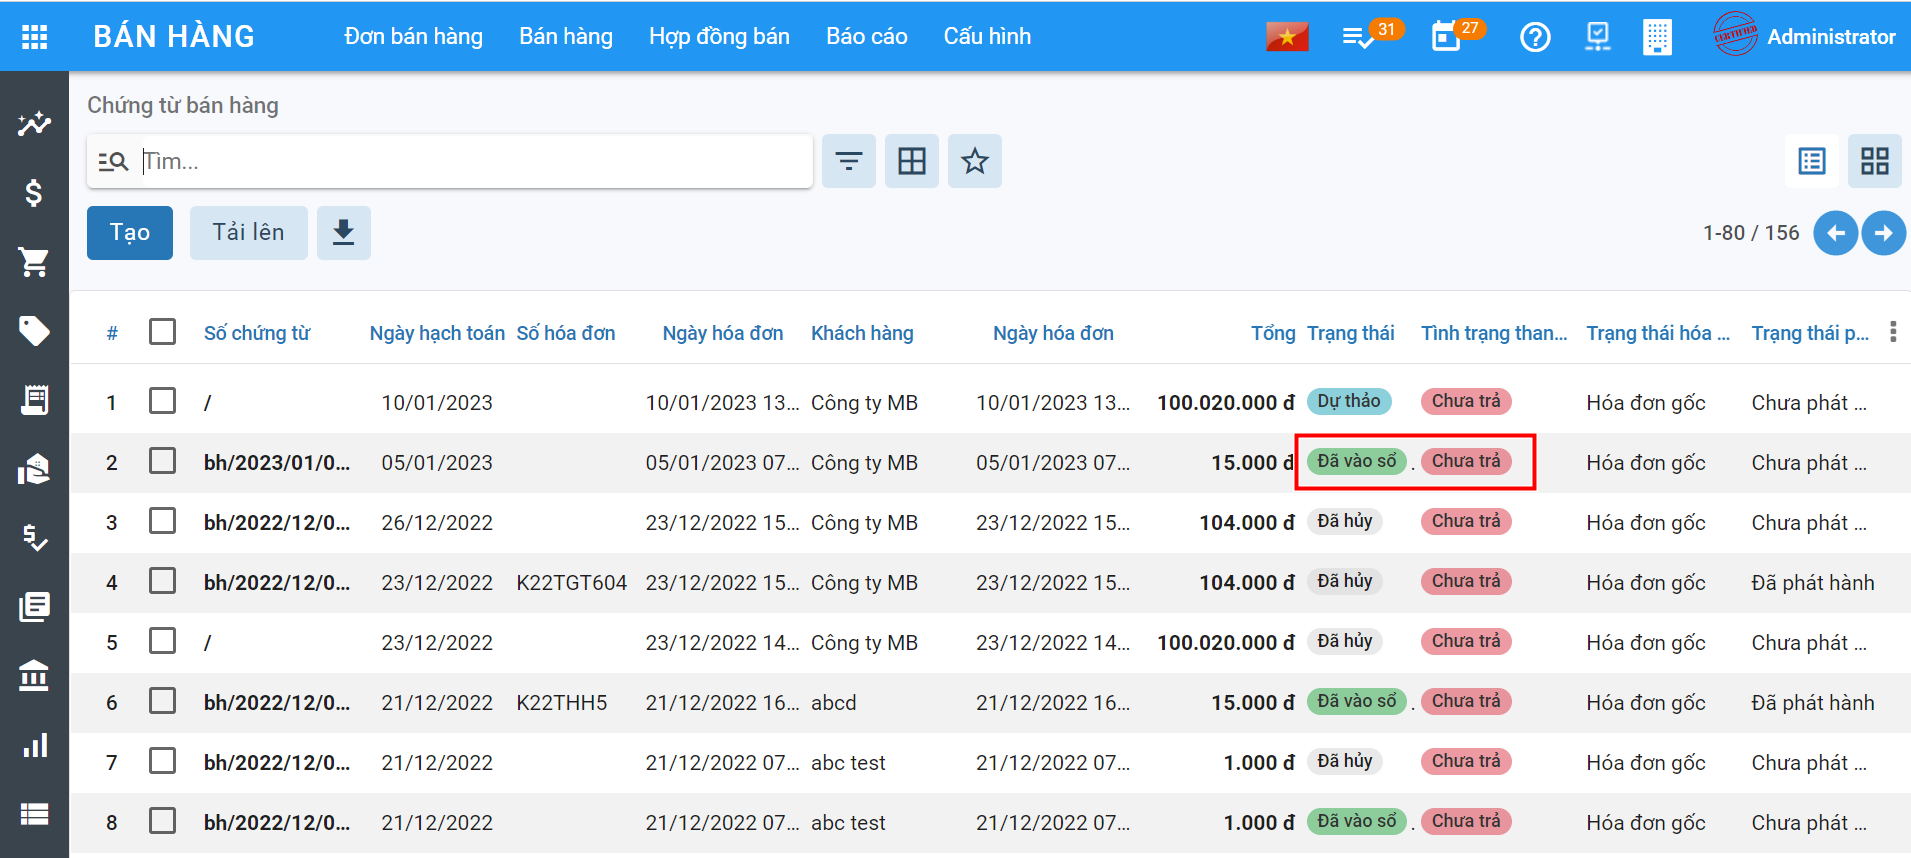 BÁN HÀNG Đơn bán hàng Bán hàng Hợp đồng bán Báo cáo Cấu hình 31 27 CERTIFIED Administrator
Chứng từ bán hàng
Tìm...
Tạo Tải lên 1-80 / 156
# Số chứng từ Ngày hạch toán Số hóa đơn Ngày hóa đơn Khách hàng Ngày hóa đơn Tổng Trạng thái Tình trạng than... Trạng thái hóa ... Trạng thái p...
1 / 10/01/2023 10/01/2023 13... Công ty MB 10/01/2023 13... 100.020.000 đ Dự thảo Chưa trả Hóa đơn gốc Chưa phát ...
2 bh/2023/01/0... 05/01/2023 05/01/2023 07... Công ty MB 05/01/2023 07... 15.000 đ Đã vào sổ . Chưa trả Hóa đơn gốc Chưa phát ...
3 bh/2022/12/0... 26/12/2022 23/12/2022 15... Công ty MB 23/12/2022 15... 104.000 đ Đã hủy Chưa trả Hóa đơn gốc Chưa phát ...
4 bh/2022/12/0... 23/12/2022 K22TGT604 23/12/2022 15... Công ty MB 23/12/2022 15... 104.000 đ Đã hủy Chưa trả Hóa đơn gốc Đã phát hành
5 / 23/12/2022 23/12/2022 14... Công ty MB 23/12/2022 14... 100.020.000 đ Đã hủy Chưa trả Hóa đơn gốc Chưa phát ...
6 bh/2022/12/0... 21/12/2022 K22THH5 21/12/2022 16... abcd 21/12/2022 16... 15.000 đ Đã vào sổ . Chưa trả Hóa đơn gốc Đã phát hành
7 bh/2022/12/0... 21/12/2022 21/12/2022 07... abc test 21/12/2022 07... 1.000 đ Đã hủy Chưa trả Hóa đơn gốc Chưa phát ...
8 bh/2022/12/0... 21/12/2022 21/12/2022 07... abc test 21/12/2022 07... 1.000 đ Đã vào sổ . Chưa trả Hóa đơn gốc Chưa phát ...